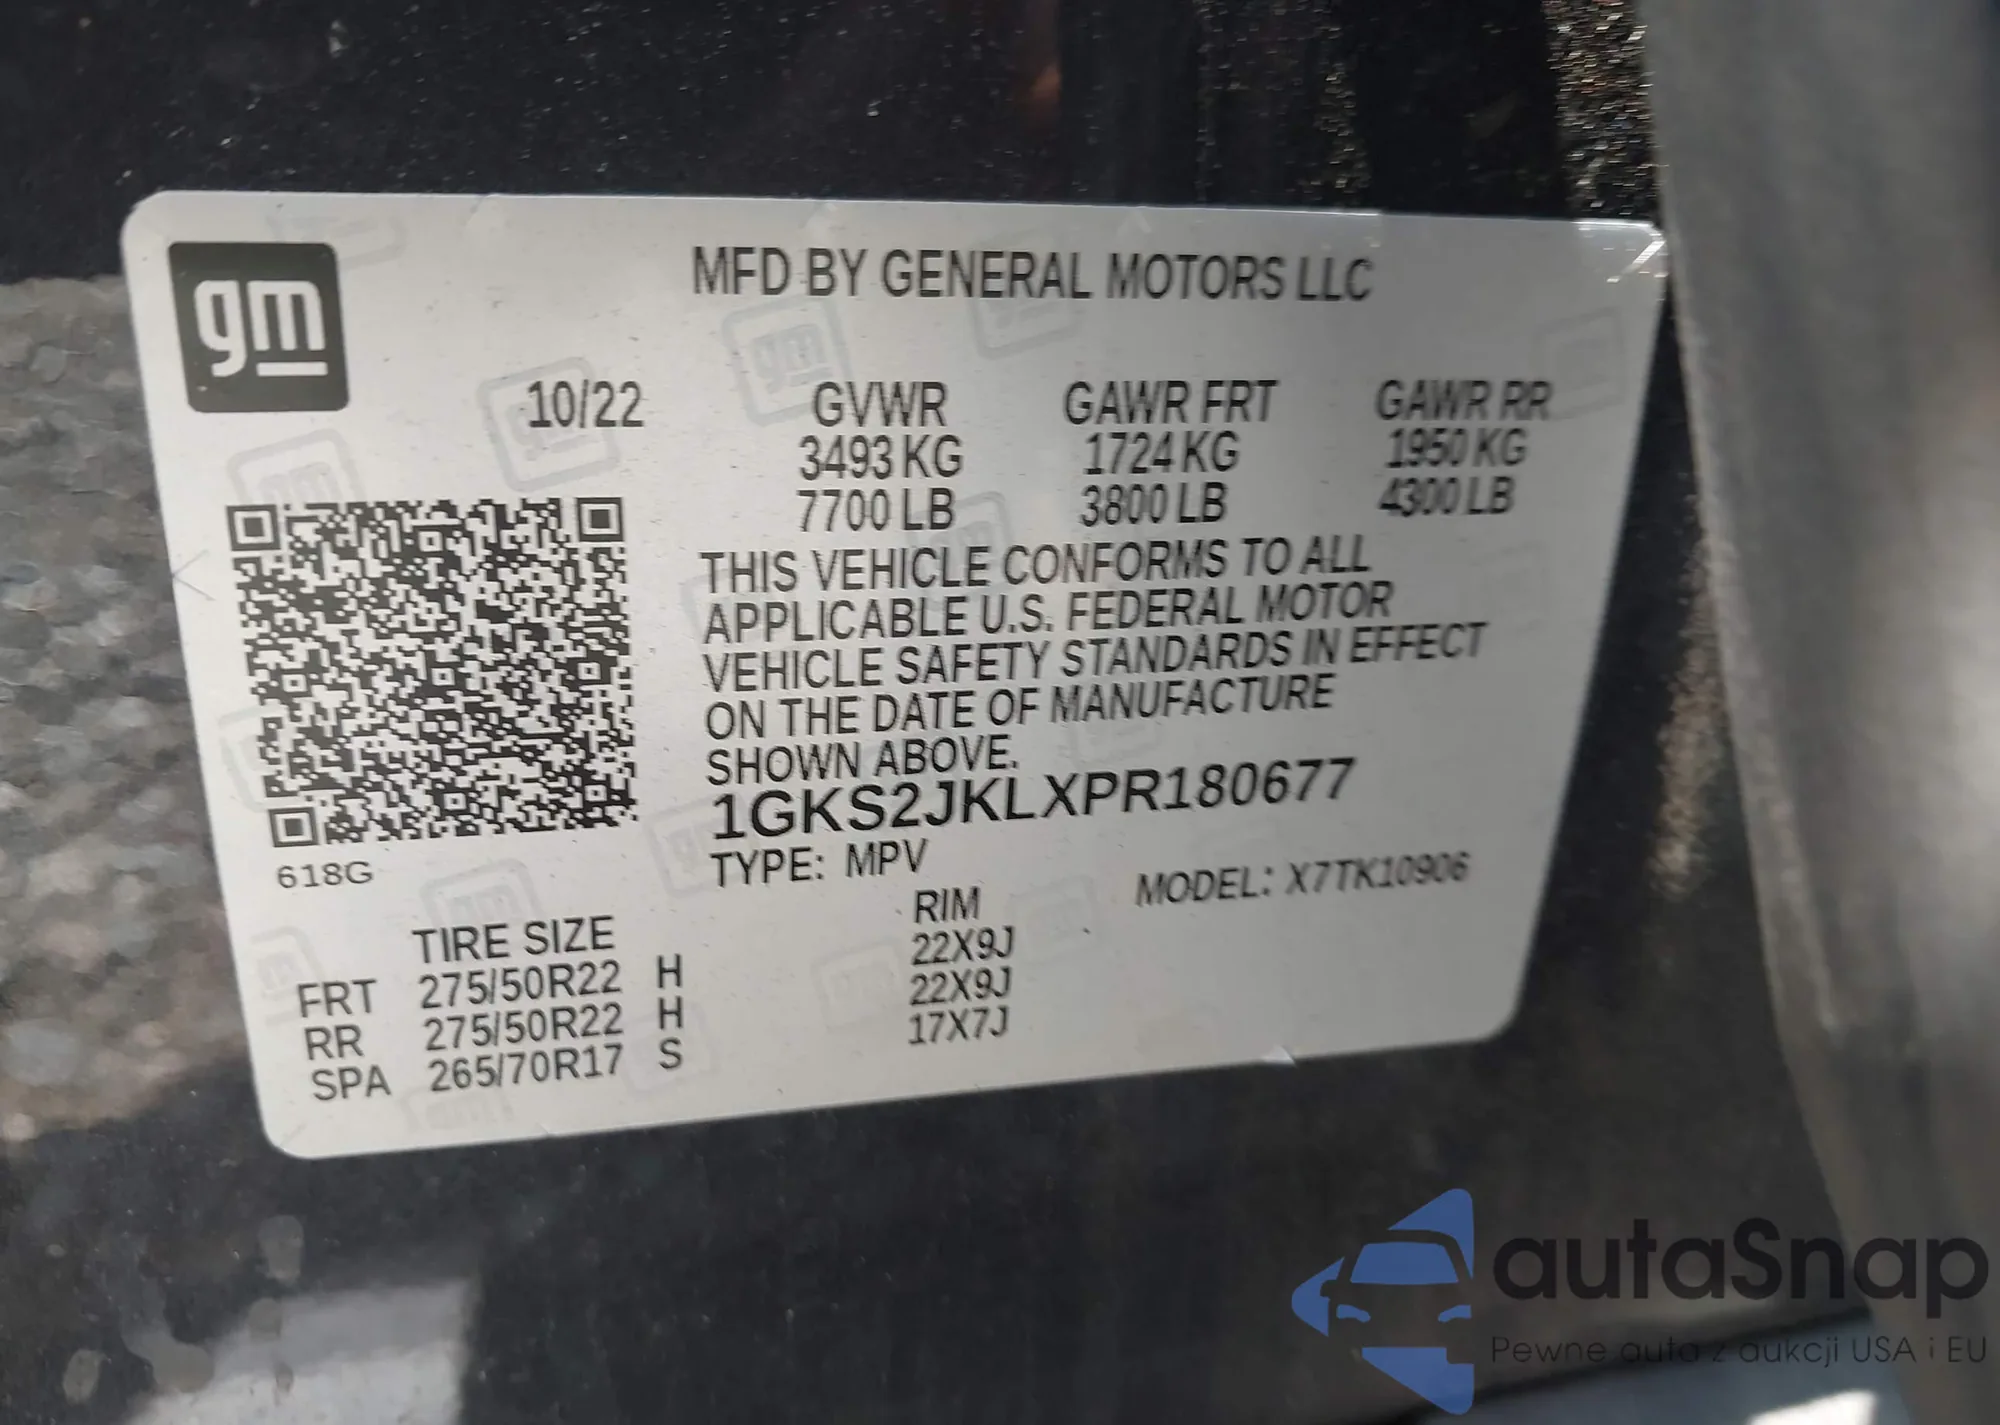 gm
MFD BY GENERAL MOTORS LLC
10/22 GVWR GAWR FRT GAWR RR
3493 KG 1724 KG 1950 KG
7700 LB 3800 LB 4300 LB
THIS VEHICLE CONFORMS TO ALL
APPLICABLE U.S. FEDERAL MOTOR
VEHICLE SAFETY STANDARDS IN EFFECT
ON THE DATE OF MANUFACTURE
SHOWN ABOVE.
1GKS2JKLXPR180677
618G
TYPE: MPV MODEL: X7TK10906
TIRE SIZE RIM
FRT 275/50R22 H 22X9J
RR 275/50R22 H 22X9J
SPA 265/70R17 S 17X7J
autaSnap
Pewne auta z aukcji USA i EU